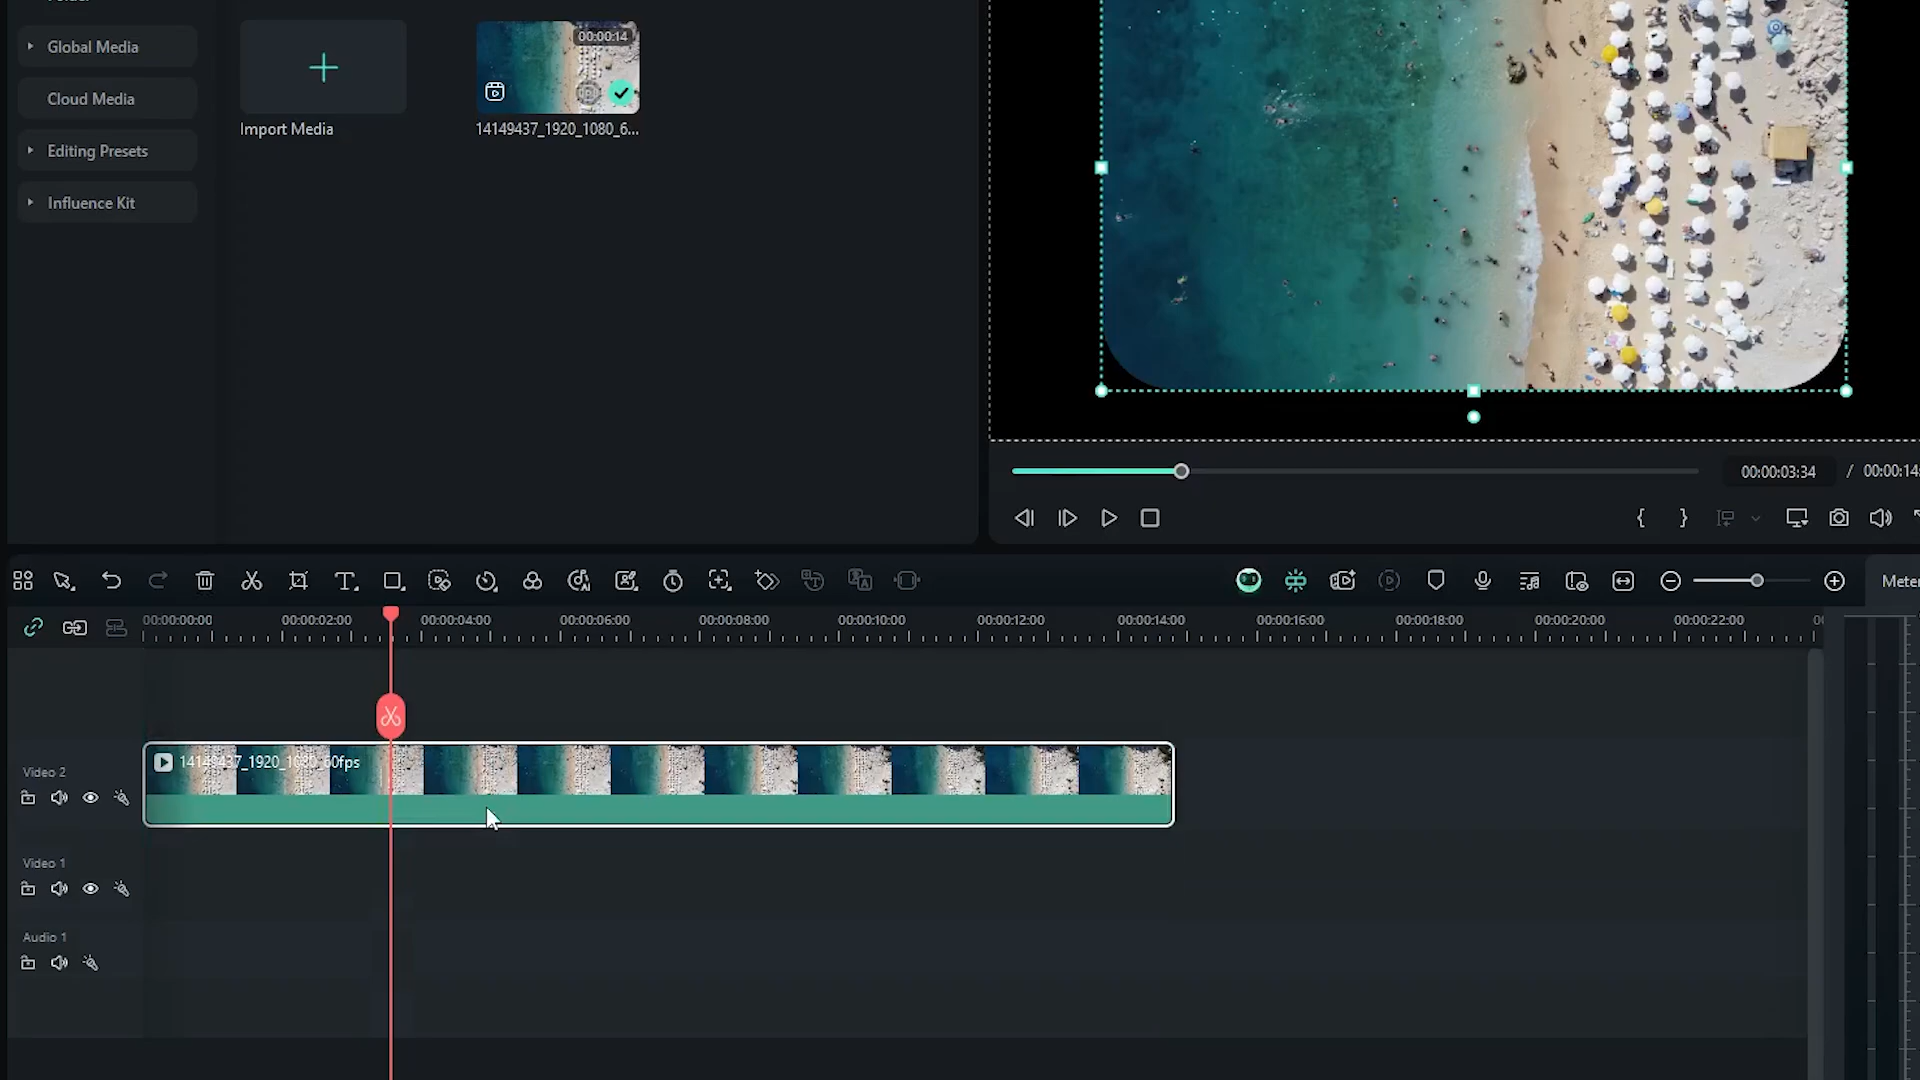 Global Media
Cloud Media
Editing Presets
Influence Kit
Import Media
00:00:14
14149437_1920_1080_6...
00:00:03:34 / 00:00:14
Meter
00:00:00:00 00:00:02:00 00:00:04:00 00:00:06:00 00:00:08:00 00:00:10:00 00:00:12:00 00:00:14:00 00:00:16:00 00:00:18:00 00:00:20:00 00:00:22:00
Video 2
14149437_1920_1080_60fps
Video 1
Audio 1